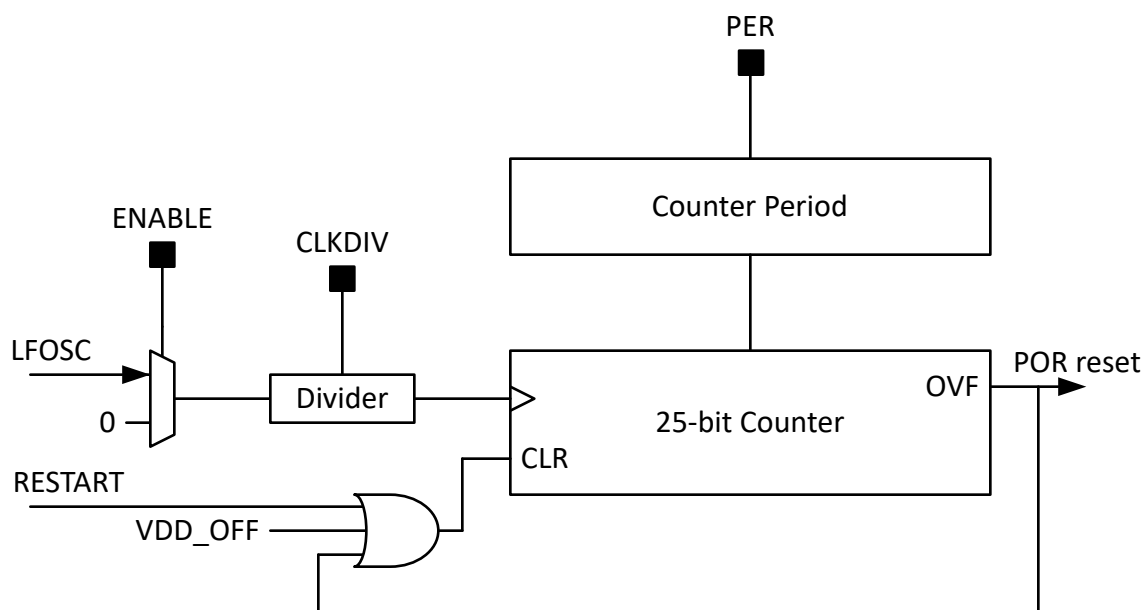 PER
Counter Period
ENABLE
CLKDIV
LFOSC
0
Divider
25-bit Counter
OVF
CLR
POR reset
RESTART
VDD_OFF